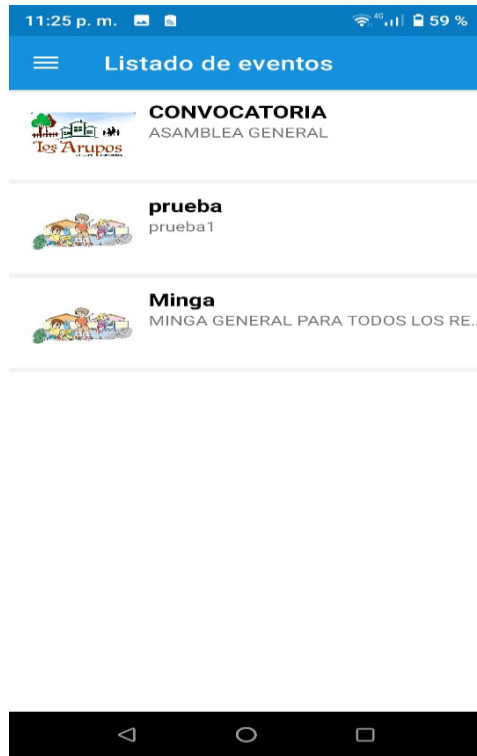 11:25 p. m.
4G
59 %
Listado de eventos
Los Arupos
CONVOCATORIA
ASAMBLEA GENERAL
prueba
prueba1
Minga
MINGA GENERAL PARA TODOS LOS RE..